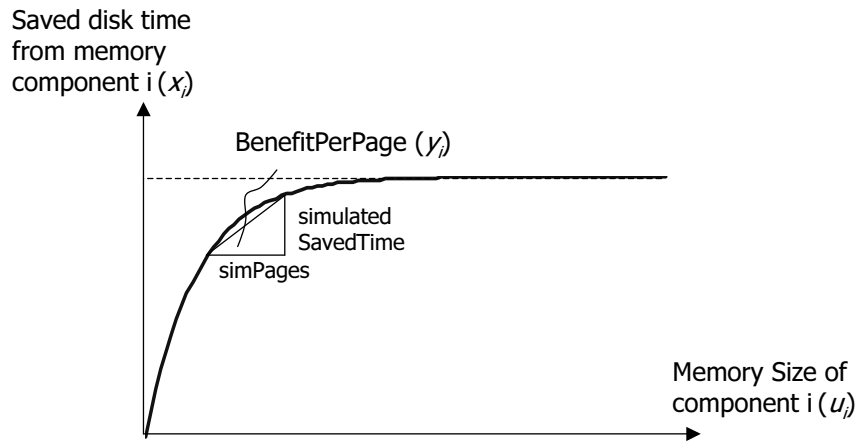 Saved disk time
from memory
component i (xᵢ)
BenefitPerPage (yᵢ)
simulated
SavedTime
simPages
Memory Size of
component i (uᵢ)